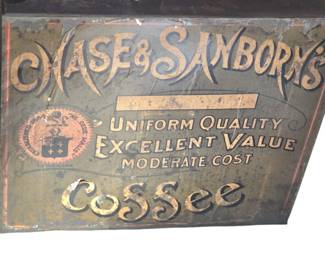 CHASE & SANBORN'S
UNIFORM QUALITY
EXCELLENT VALUE
MODERATE COST
Coffee